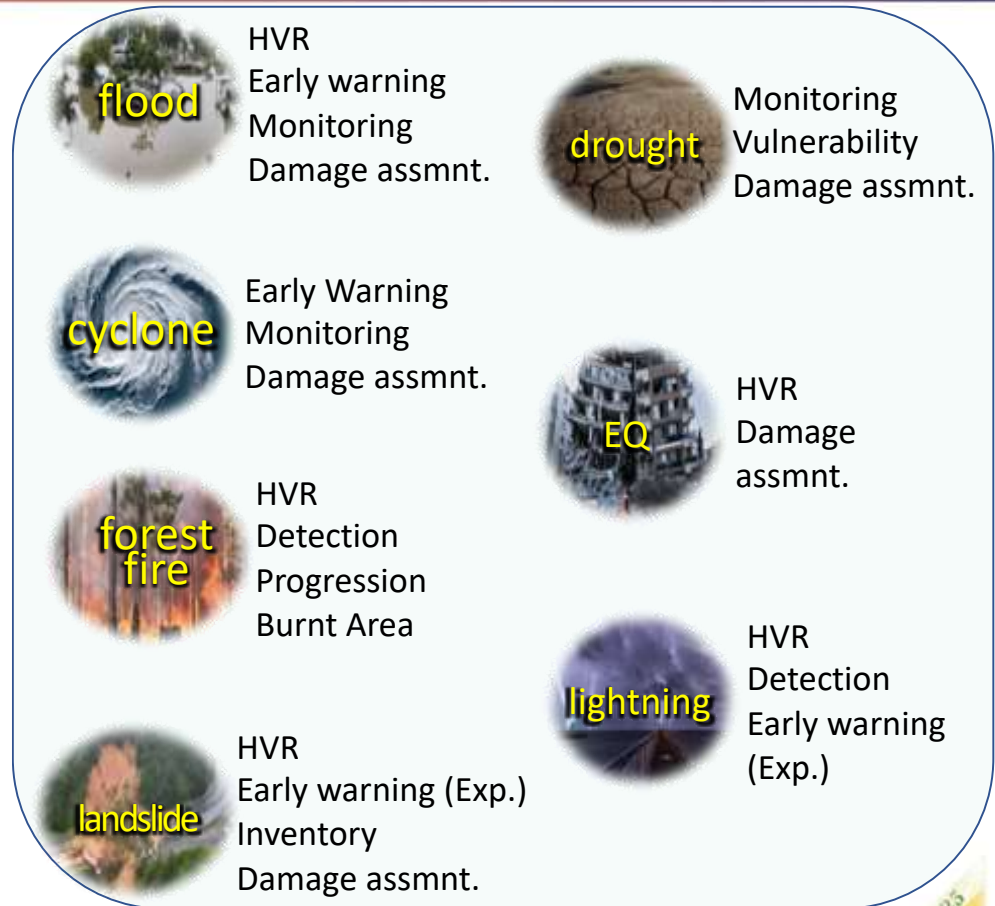 flood
HVR
Early warning
Monitoring
Damage assmnt.
drought
Monitoring
Vulnerability
Damage assmnt.
cyclone
Early Warning
Monitoring
Damage assmnt.
EQ
HVR
Damage
assmnt.
forest
fire
HVR
Detection
Progression
Burnt Area
lightning
HVR
Detection
Early warning
(Exp.)
landslide
HVR
Early warning (Exp.)
Inventory
Damage assmnt.